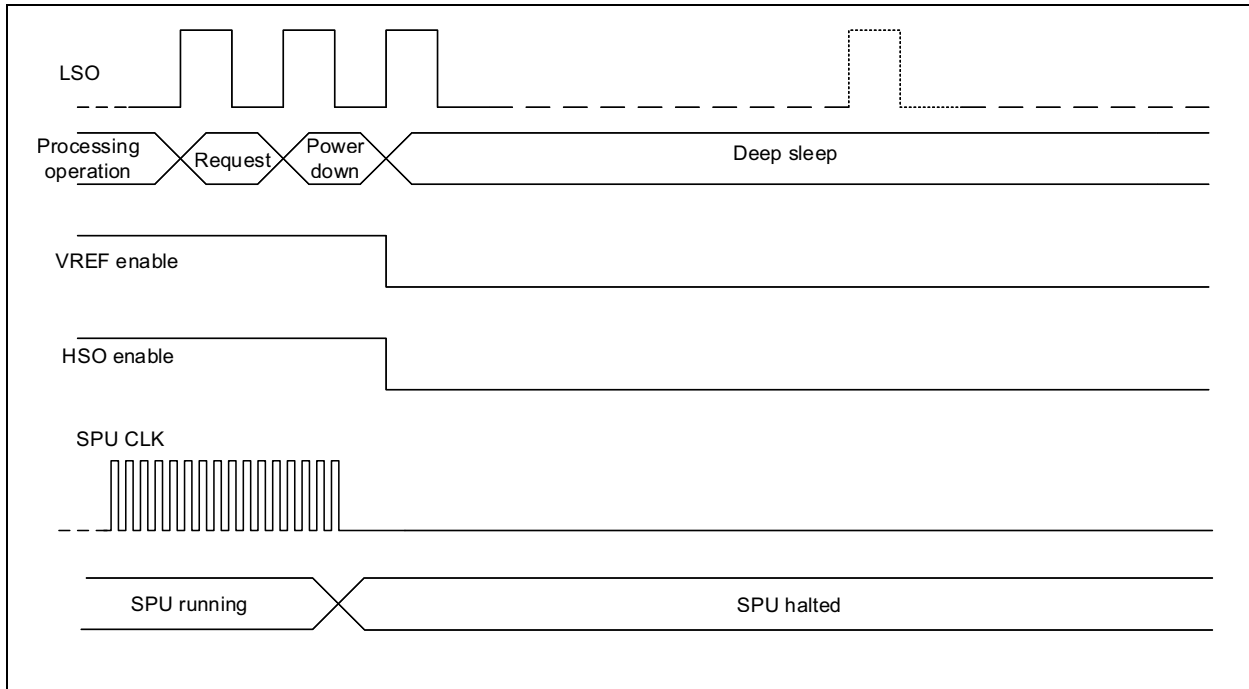 LSO
Processing
operation
Request
Power
down
Deep sleep
VREF enable
HSO enable
SPU CLK
SPU running
SPU halted